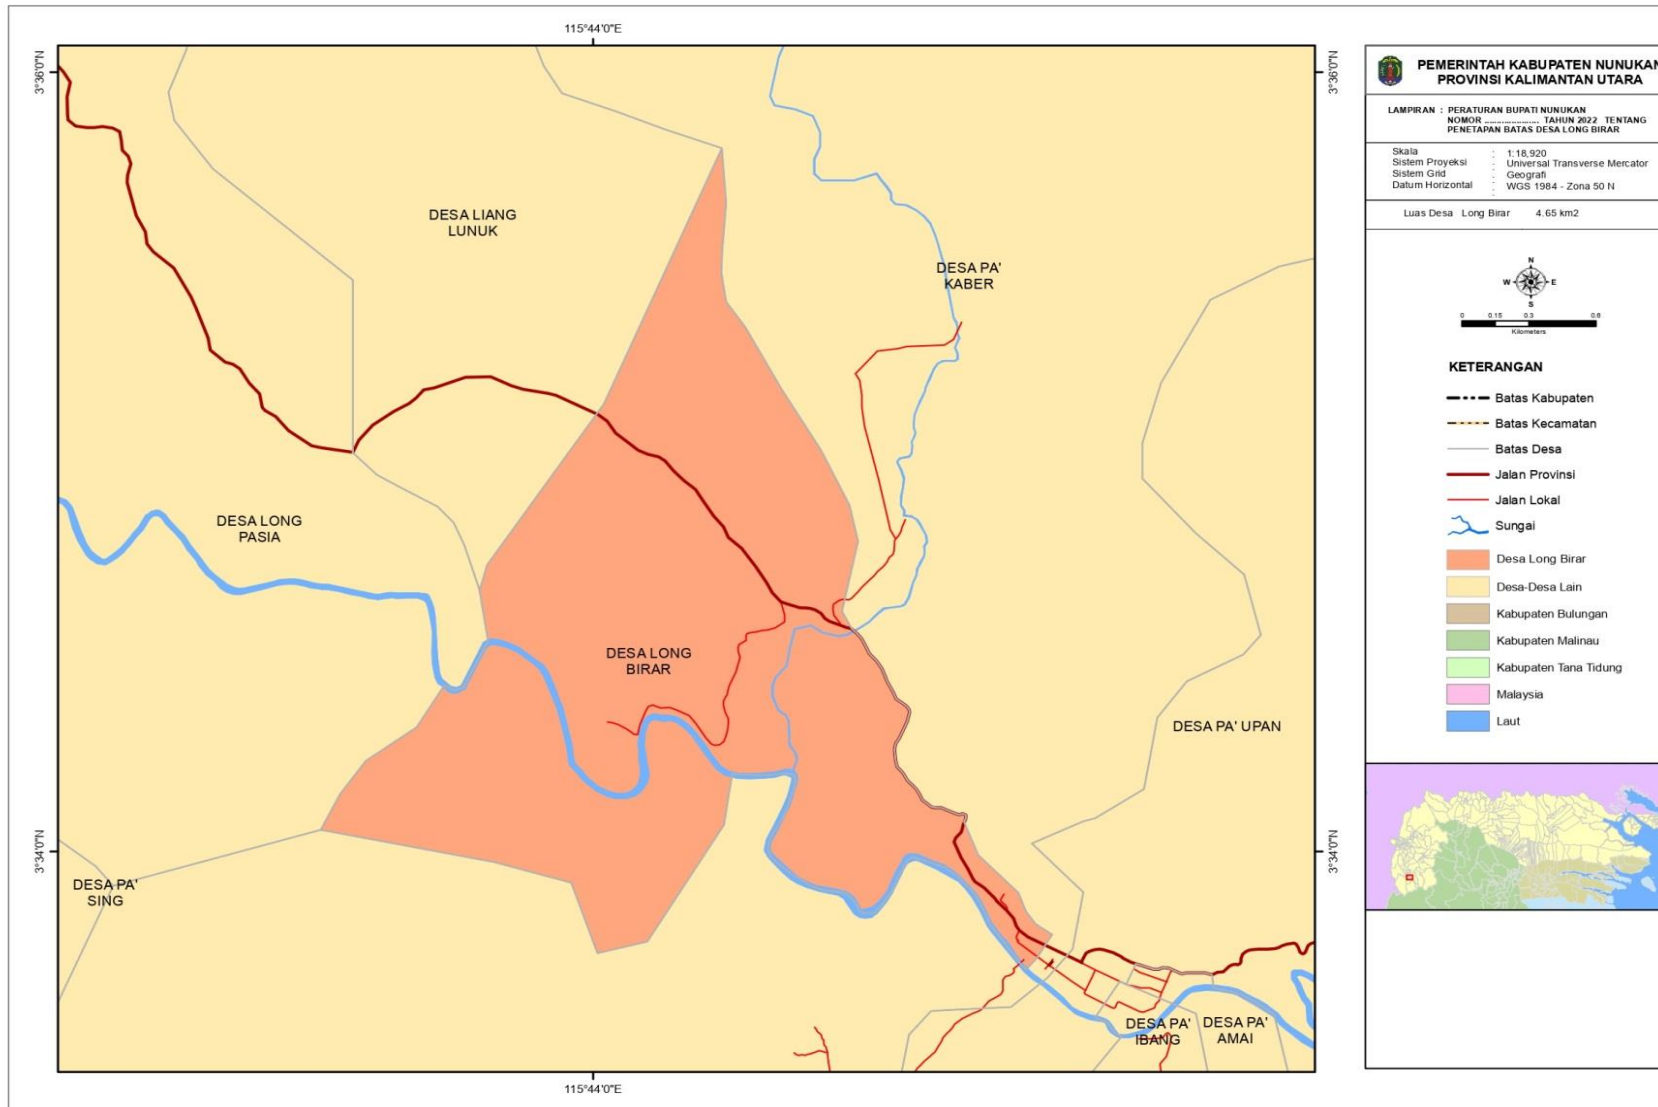 115°44'0"E
3°36'0"N
3°36'0"N
DESA LIANG
LUNUK
DESA PA'
KABER
DESA LONG
PASIA
DESA LONG
BIRAR
DESA PA' UPAN
3°34'0"N
3°34'0"N
DESA PA'
SING
DESA PA'
IBANG
DESA PA'
AMAI
115°44'0"E
PEMERINTAH KABUPATEN NUNUKAN
PROVINSI KALIMANTAN UTARA
LAMPIRAN : PERATURAN BUPATI NUNUKAN
NOMOR ..................... TAHUN 2022 TENTANG
PENETAPAN BATAS DESA LONG BIRAR
Skala : 1:18,920
Sistem Proyeksi : Universal Transverse Mercator
Sistem Grid : Geografi
Datum Horizontal : WGS 1984 - Zona 50 N
Luas Desa Long Birar 4.65 km2
N
W E
S
0 0.15 0.3 0.6
Kilometers
KETERANGAN
Batas Kabupaten
Batas Kecamatan
Batas Desa
Jalan Provinsi
Jalan Lokal
Sungai
Desa Long Birar
Desa-Desa Lain
Kabupaten Bulungan
Kabupaten Malinau
Kabupaten Tana Tidung
Malaysia
Laut